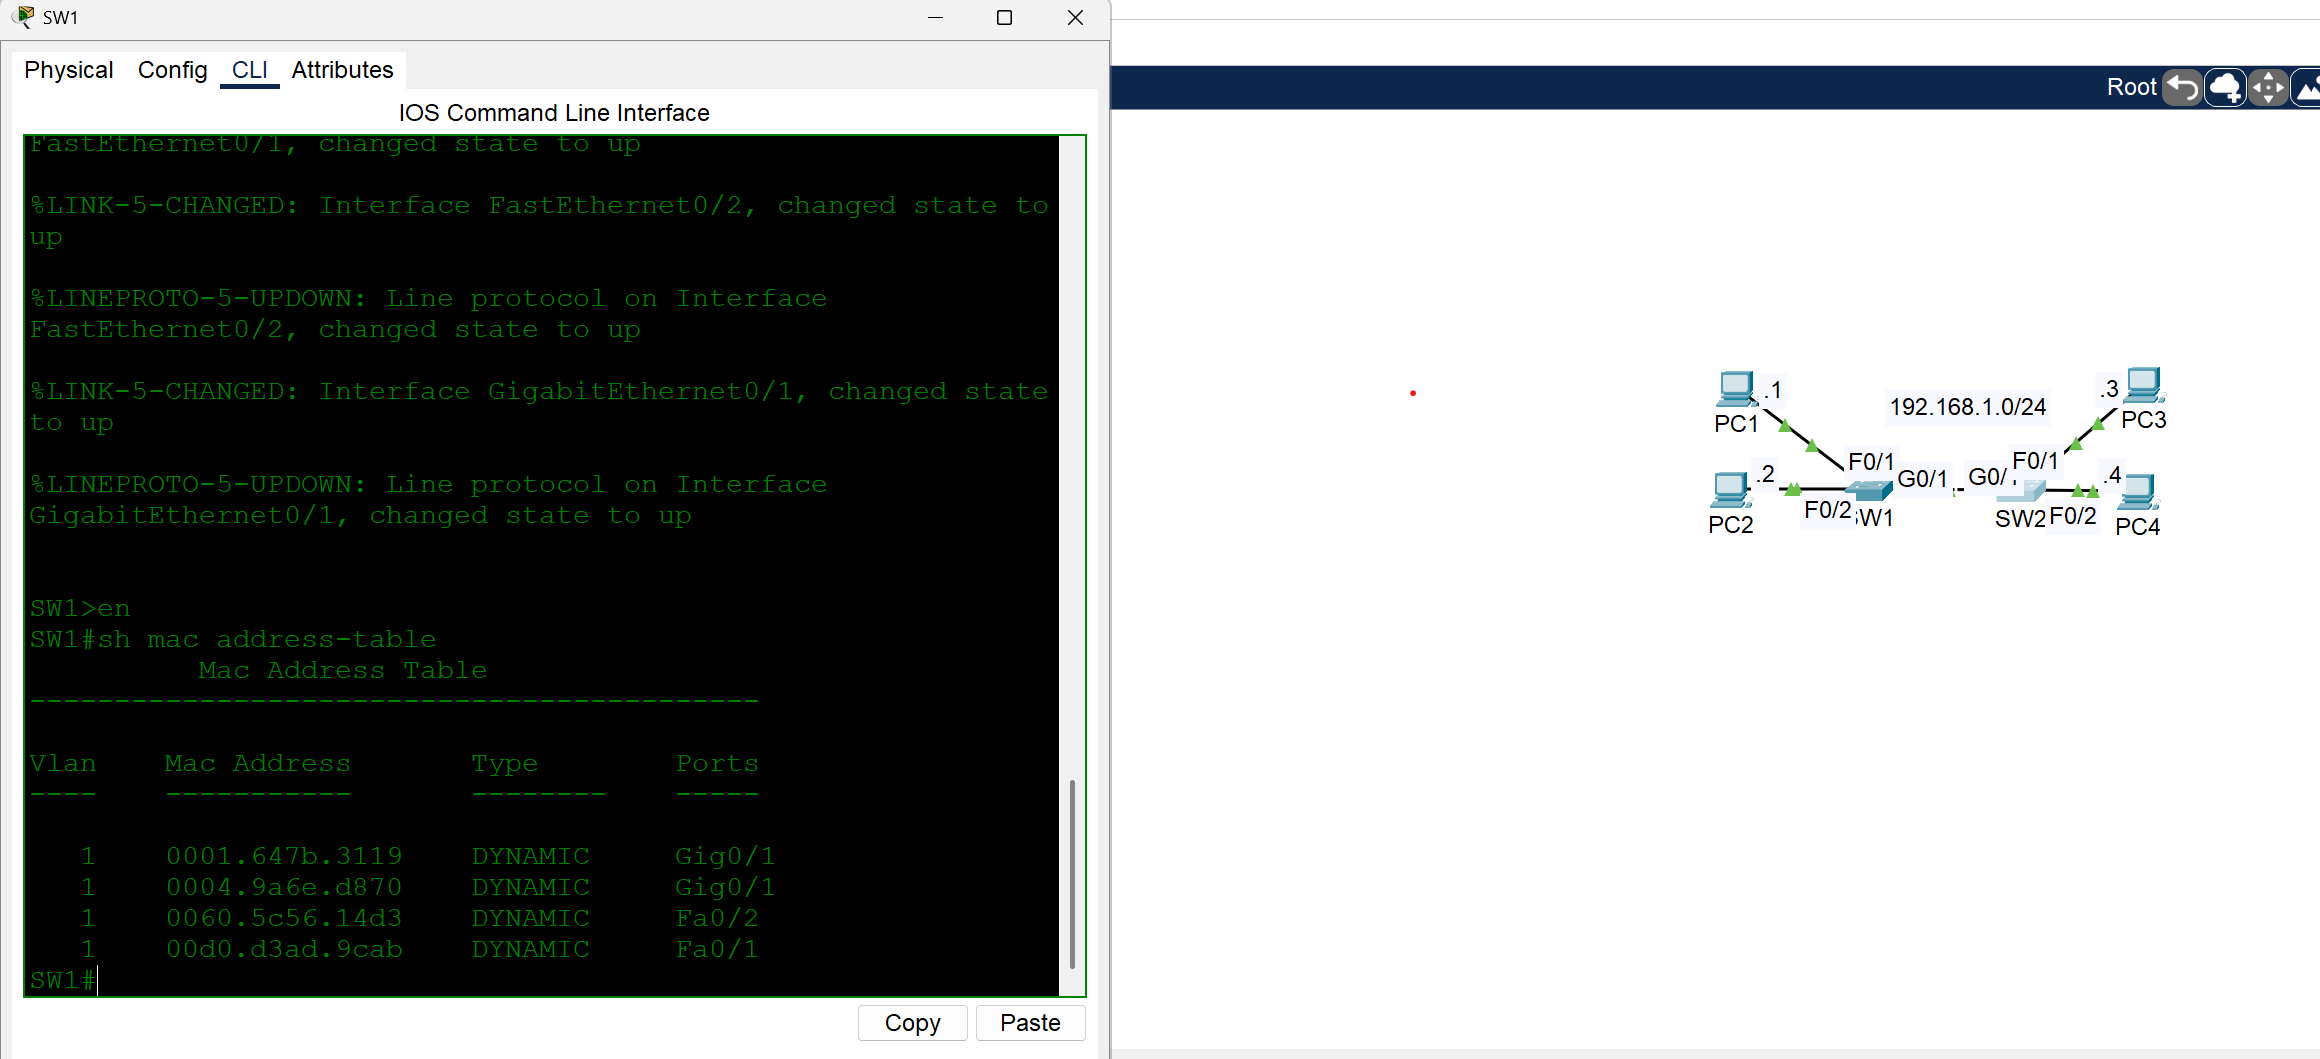 SW1
Physical Config CLI Attributes
IOS Command Line Interface
FastEthernet0/1, changed state to up
%LINK-5-CHANGED: Interface FastEthernet0/2, changed state to
up
%LINEPROTO-5-UPDOWN: Line protocol on Interface
FastEthernet0/2, changed state to up
%LINK-5-CHANGED: Interface GigabitEthernet0/1, changed state
to up
%LINEPROTO-5-UPDOWN: Line protocol on Interface
GigabitEthernet0/1, changed state to up
SW1>en
SW1#sh mac address-table
Mac Address Table
-------------------------------------------
Vlan Mac Address Type Ports
---- ----------- -------- -----
1 0001.647b.3119 DYNAMIC Gig0/1
1 0004.9a6e.d870 DYNAMIC Gig0/1
1 0060.5c56.14d3 DYNAMIC Fa0/2
1 00d0.d3ad.9cab DYNAMIC Fa0/1
SW1#
Copy Paste
Root
.1
PC1
192.168.1.0/24
.3
PC3
.2
PC2
F0/1
G0/1
G0/
F0/1
.4
F0/2
W1
SW2
F0/2
PC4